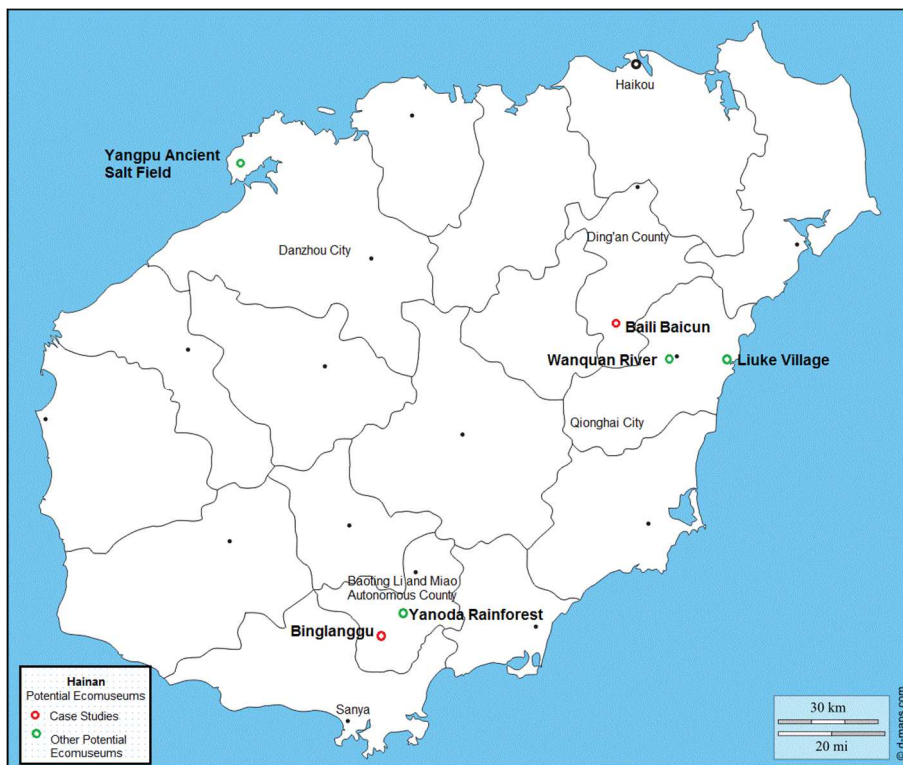 Haikou
Yangpu Ancient
Salt Field
Danzhou City
Ding'an County
Baili Baicun
Wanquan River
Liuke Village
Qionghai City
Baoting Li and Miao
Autonomous County
Yanoda Rainforest
Binglanggu
Sanya
Hainan
Potential Ecomuseums
Case Studies
Other Potential
Ecomuseums
30 km
20 mi
© d-maps.com